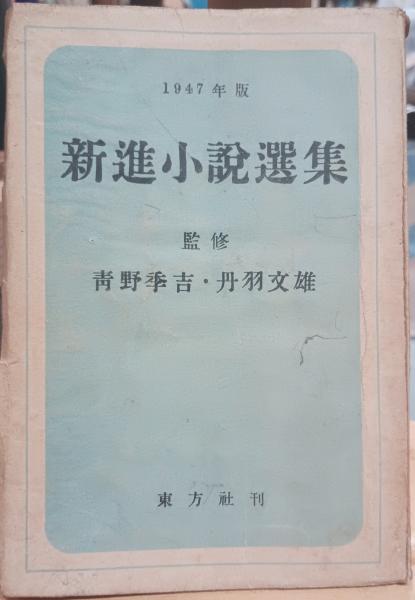 1947年版
新進小說選集
監修
靑野季吉・丹羽文雄
東方社刊